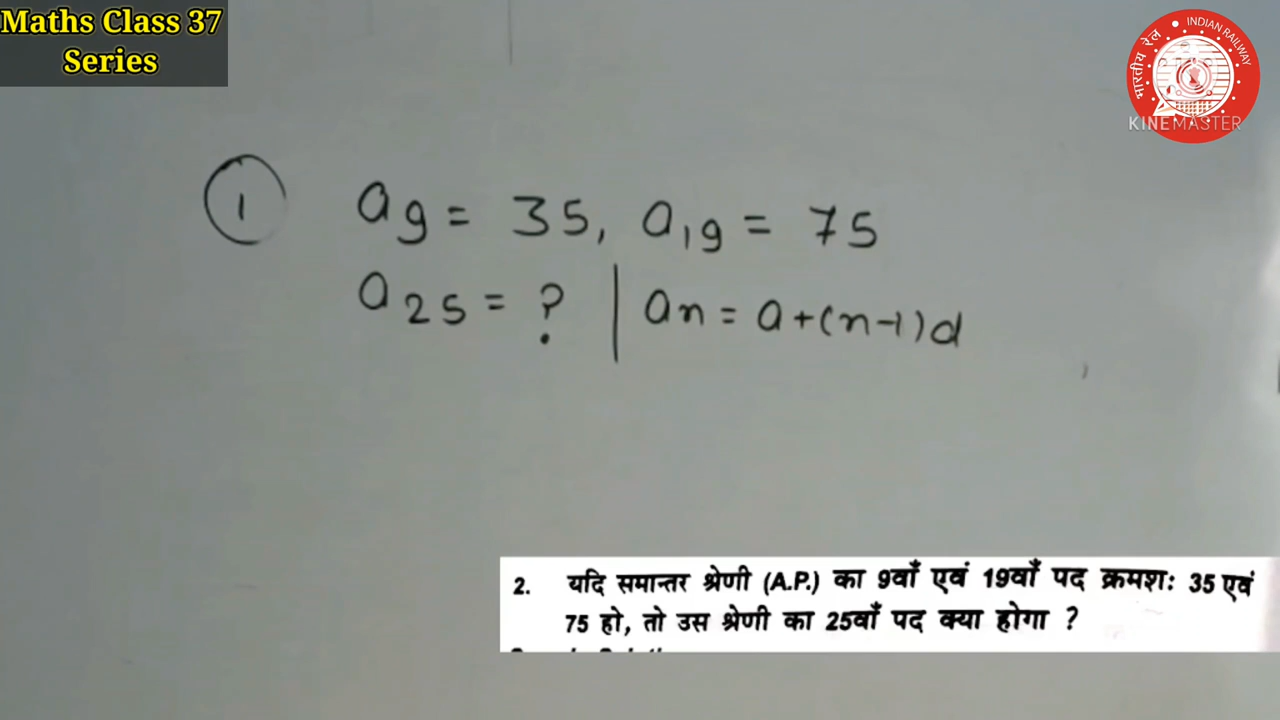 Maths Class 37
Series
भारतीय रेल
INDIAN RAILWAY
KINEMASTER
1
a9 = 35, a19 = 75
a25 = ? | an = a+(n-1)d
2. यदि समान्तर श्रेणी (A.P.) का 9वाँ एवं 19वाँ पद क्रमशः 35 एवं
75 हो, तो उस श्रेणी का 25वाँ पद क्या होगा ?